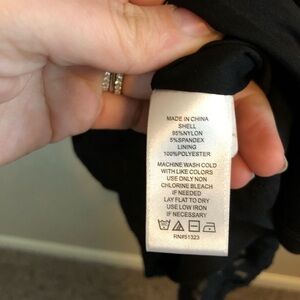 MADE IN CHINA
SHELL
95%NYLON
5%SPANDEX
LINING
100%POLYESTER
MACHINE WASH COLD
WITH LIKE COLORS
USE ONLY NON
CHLORINE BLEACH
IF NEEDED
LAY FLAT TO DRY
USE LOW IRON
IF NECESSARY
RN#51323